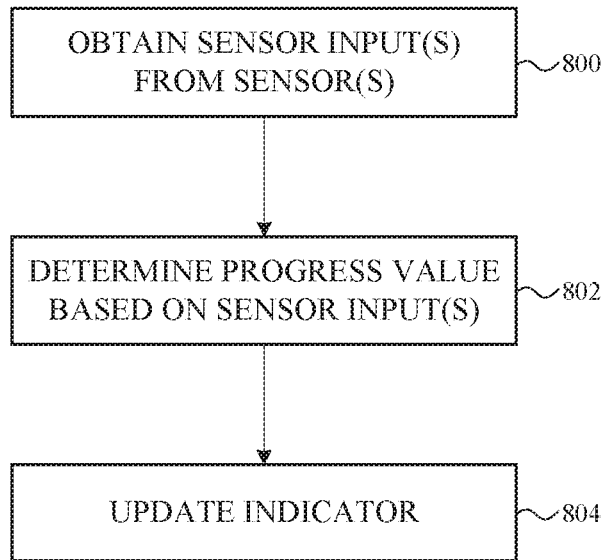 OBTAIN SENSOR INPUT(S)
FROM SENSOR(S)
800
DETERMINE PROGRESS VALUE
BASED ON SENSOR INPUT(S)
802
UPDATE INDICATOR
804